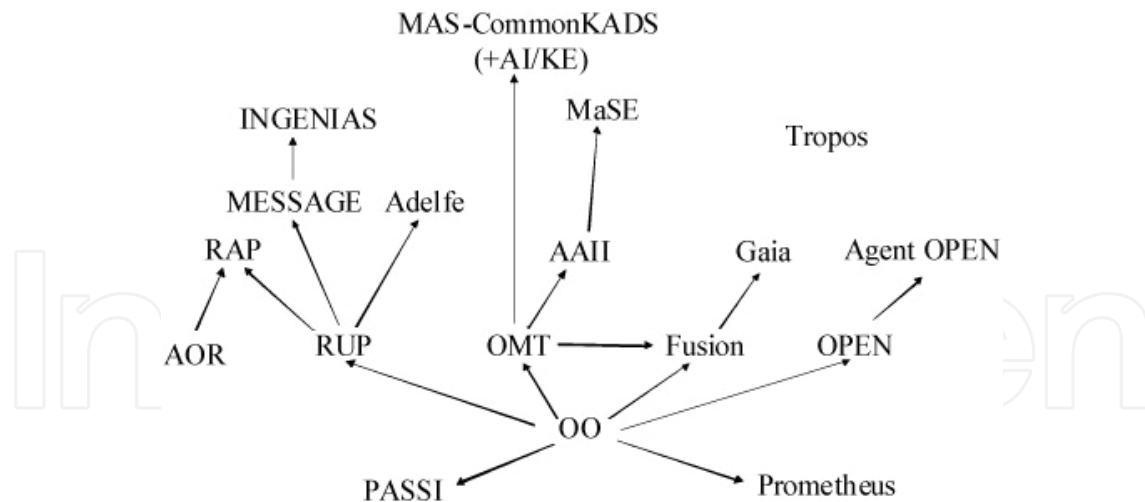 MAS-CommonKADS
(+AI/KE)
MaSE
INGENIAS
Tropos
MESSAGE
Adelfe
RAP
AAII
Gaia
Agent OPEN
AOR
RUP
OMT
Fusion
OPEN
OO
PASSI
Prometheus